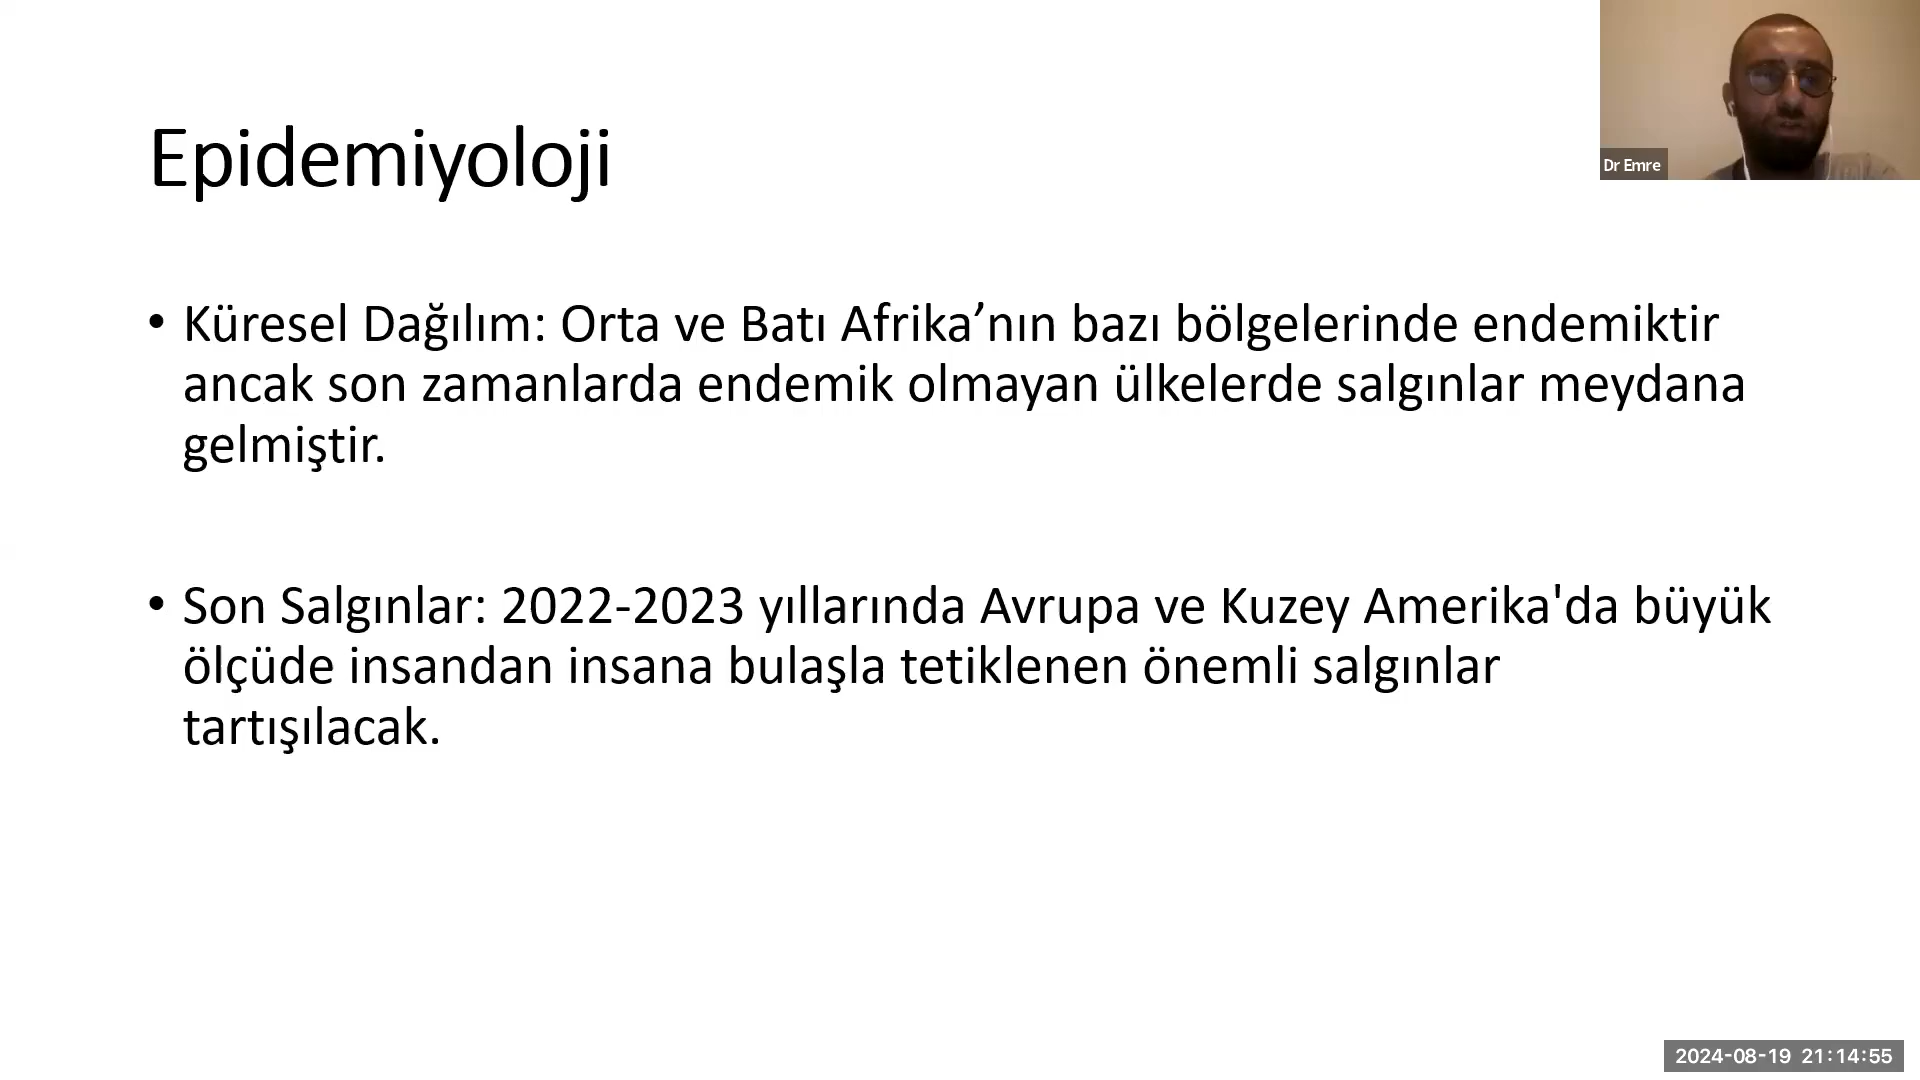 Epidemiyoloji
Dr Emre
• Küresel Dağılım: Orta ve Batı Afrika’nın bazı bölgelerinde endemiktir
ancak son zamanlarda endemik olmayan ülkelerde salgınlar meydana
gelmiştir.
• Son Salgınlar: 2022-2023 yıllarında Avrupa ve Kuzey Amerika'da büyük
ölçüde insandan insana bulaşla tetiklenen önemli salgınlar
tartışılacak.
2024-08-19 21:14:55